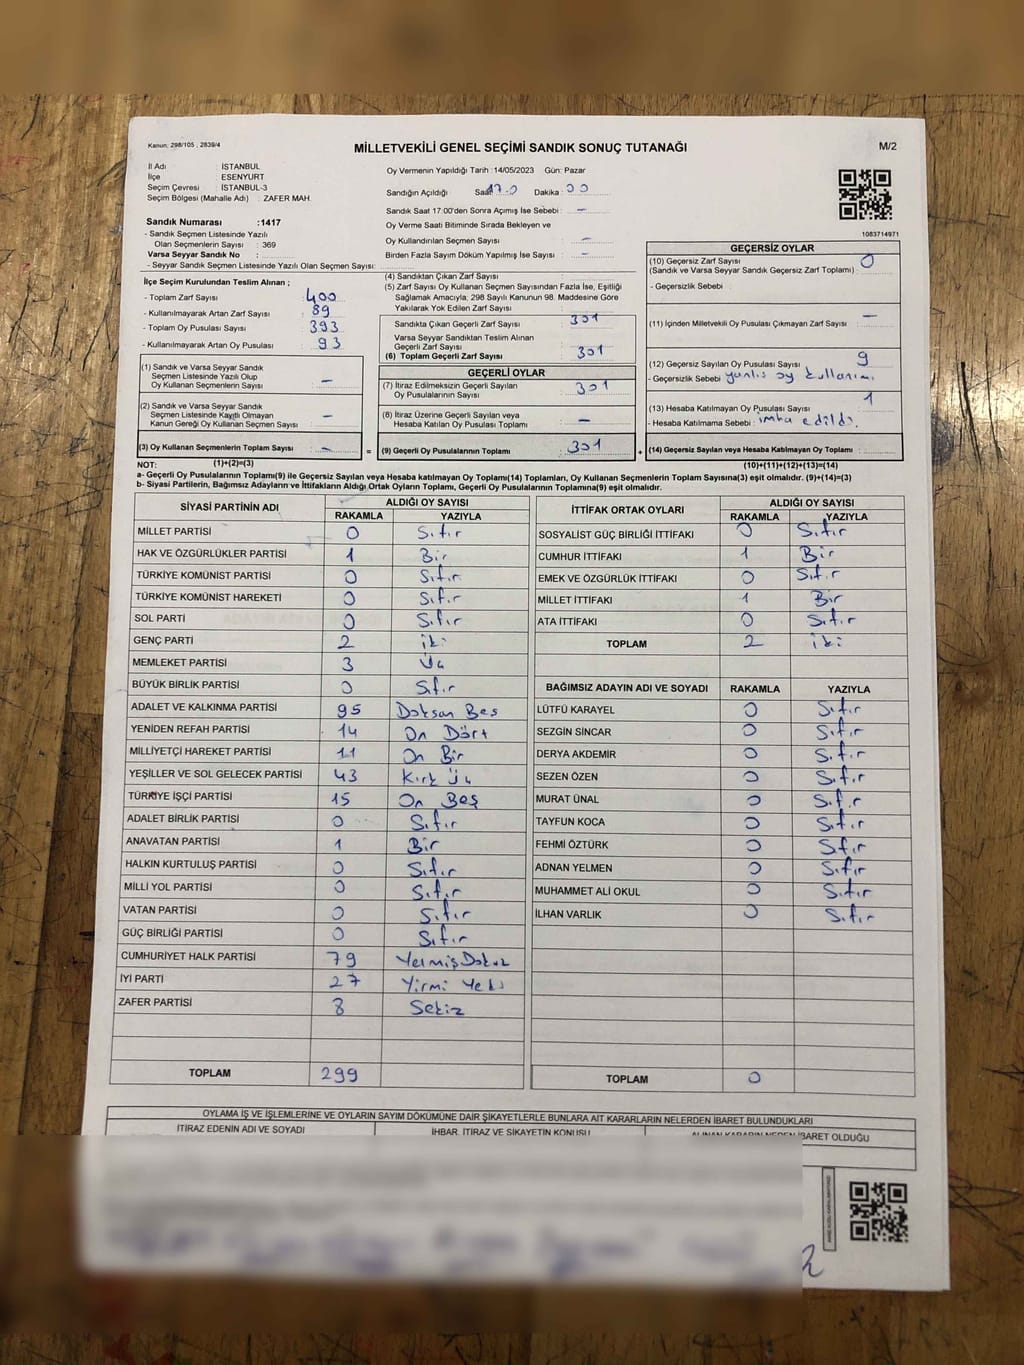 Kanun; 298/105 , 2839/4
MİLLETVEKİLİ GENEL SEÇİMİ SANDIK SONUÇ TUTANAĞI
M/2
İl Adı : İSTANBUL
İlçe : ESENYURT
Seçim Çevresi : İSTANBUL-3
Seçim Bölgesi (Mahalle Adı) : ZAFER MAH.
Sandık Numarası :1417
- Sandık Seçmen Listesinde Yazılı
Olan Seçmenlerin Sayısı : 369
Varsa Seyyar Sandık No :
- Seyyar Sandık Seçmen Listesinde Yazılı Olan Seçmen Sayısı:
İlçe Seçim Kurulundan Teslim Alınan ;
- Toplam Zarf Sayısı : 400
- Kullanılmayarak Artan Zarf Sayısı : 89
- Toplam Oy Pusulası Sayısı : 393
- Kullanılmayarak Artan Oy Pusulası : 93
(1) Sandık ve Varsa Seyyar Sandık
Seçmen Listesinde Yazılı Olup
Oy Kullanan Seçmenlerin Sayısı : –
(2) Sandık ve Varsa Seyyar Sandık
Seçmen Listesinde Kayıtlı Olmayan
Kanun Gereği Oy Kullanan Seçmen Sayısı : –
(3) Oy Kullanan Seçmenlerin Toplam Sayısı : –
(1)+(2)=(3)
Oy Vermenin Yapıldığı Tarih :14/05/2023 Gün: Pazar
Sandığın Açıldığı Saat 17.0 Dakika : 00
Sandık Saat 17:00'den Sonra Açımış İse Sebebi : –
Oy Verme Saati Bitiminde Sırada Bekleyen ve
Oy Kullandırılan Seçmen Sayısı : –
Birden Fazla Sayım Döküm Yapılmış İse Sayısı : –
(4) Sandıktan Çıkan Zarf Sayısı :
(5) Zarf Sayısı Oy Kullanan Seçmen Sayısından Fazla İse, Eşitliği
Sağlamak Amacıyla; 298 Sayılı Kanunun 98. Maddesine Göre
Yakılarak Yok Edilen Zarf Sayısı :
Sandıkta Çıkan Geçerli Zarf Sayısı : 301
Varsa Seyyar Sandıktan Teslim Alınan
Geçerli Zarf Sayısı :
(6) Toplam Geçerli Zarf Sayısı : 301
GEÇERLİ OYLAR
(7) İtiraz Edilmeksizin Geçerli Sayılan
Oy Pusulalarının Sayısı : 301
(8) İtiraz Üzerine Geçerli Sayılan veya
Hesaba Katılan Oy Pusulası Toplamı : –
= (9) Geçerli Oy Pusulalarının Toplamı : 301 +
1083714971
GEÇERSİZ OYLAR
(10) Geçersiz Zarf Sayısı 0
(Sandık ve Varsa Seyyar Sandık Geçersiz Zarf Toplamı) :
- Geçersizlik Sebebi :
(11) İçinden Milletvekili Oy Pusulası Çıkmayan Zarf Sayısı : –
(12) Geçersiz Sayılan Oy Pusulası Sayısı : 9
- Geçersizlik Sebebi : yanlış oy kullanımı
(13) Hesaba Katılmayan Oy Pusulası Sayısı : 1
- Hesaba Katılmama Sebebi : imha edildi.
(14) Geçersiz Sayılan veya Hesaba Katılmayan Oy Toplamı :
(10)+(11)+(12)+(13)=(14)
NOT:
a- Geçerli Oy Pusulalarının Toplamı(9) ile Geçersiz Sayılan veya Hesaba katılmayan Oy Toplamı(14) Toplamları, Oy Kullanan Seçmenlerin Toplam Sayısına(3) eşit olmalıdır. (9)+(14)=(3)
b- Siyasi Partilerin, Bağımsız Adayların ve İttifakların Aldığı Ortak Oyların Toplamı, Geçerli Oy Pusulalarının Toplamına(9) eşit olmalıdır.
SİYASİ PARTİNİN ADI ALDIĞI OY SAYISI
RAKAMLA YAZIYLA
MİLLET PARTİSİ 0 Sıfır
HAK VE ÖZGÜRLÜKLER PARTİSİ 1 Bir
TÜRKİYE KOMÜNİST PARTİSİ 0 Sıfır
TÜRKİYE KOMÜNİST HAREKETİ 0 Sıfır
SOL PARTİ 0 Sıfır
GENÇ PARTİ 2 iki
MEMLEKET PARTİSİ 3 Üç
BÜYÜK BİRLİK PARTİSİ 0 Sıfır
ADALET VE KALKINMA PARTİSİ 95 Doksan Beş
YENİDEN REFAH PARTİSİ 14 On Dört
MİLLİYETÇİ HAREKET PARTİSİ 11 On Bir
YEŞİLLER VE SOL GELECEK PARTİSİ 43 Kırk Üç
TÜRKİYE İŞÇİ PARTİSİ 15 On Beş
ADALET BİRLİK PARTİSİ 0 Sıfır
ANAVATAN PARTİSİ 1 Bir
HALKIN KURTULUŞ PARTİSİ 0 Sıfır
MİLLİ YOL PARTİSİ 0 Sıfır
VATAN PARTİSİ 0 Sıfır
GÜÇ BİRLİĞİ PARTİSİ 0 Sıfır
CUMHURİYET HALK PARTİSİ 79 Yetmiş Dokuz
İYİ PARTİ 27 Yirmi Yedi
ZAFER PARTİSİ 8 Sekiz
TOPLAM 299
İTTİFAK ORTAK OYLARI ALDIĞI OY SAYISI
RAKAMLA YAZIYLA
SOSYALİST GÜÇ BİRLİĞİ İTTİFAKI 0 Sıfır
CUMHUR İTTİFAKI 1 Bir
EMEK VE ÖZGÜRLÜK İTTİFAKI 0 Sıfır
MİLLET İTTİFAKI 1 Bir
ATA İTTİFAKI 0 Sıfır
TOPLAM 2 iki
BAĞIMSIZ ADAYIN ADI VE SOYADI RAKAMLA YAZIYLA
LÜTFÜ KARAYEL 0 Sıfır
SEZGİN SİNCAR 0 Sıfır
DERYA AKDEMİR 0 Sıfır
SEZEN ÖZEN 0 Sıfır
MURAT ÜNAL 0 Sıfır
TAYFUN KOCA 0 Sıfır
FEHMİ ÖZTÜRK 0 Sıfır
ADNAN YELMEN 0 Sıfır
MUHAMMET ALİ OKUL 0 Sıfır
İLHAN VARLIK 0 Sıfır
TOPLAM 0
OYLAMA İŞ VE İŞLEMLERİNE VE OYLARIN SAYIM DÖKÜMÜNE DAİR ŞİKAYETLERLE BUNLARA AİT KARARLARIN NELERDEN İBARET BULUNDUKLARI
İTİRAZ EDENİN ADI VE SOYADI İHBAR, İTİRAZ VE ŞİKAYETİN KONUSU ALINAN KARARIN NEDEN İBARET OLDUĞU